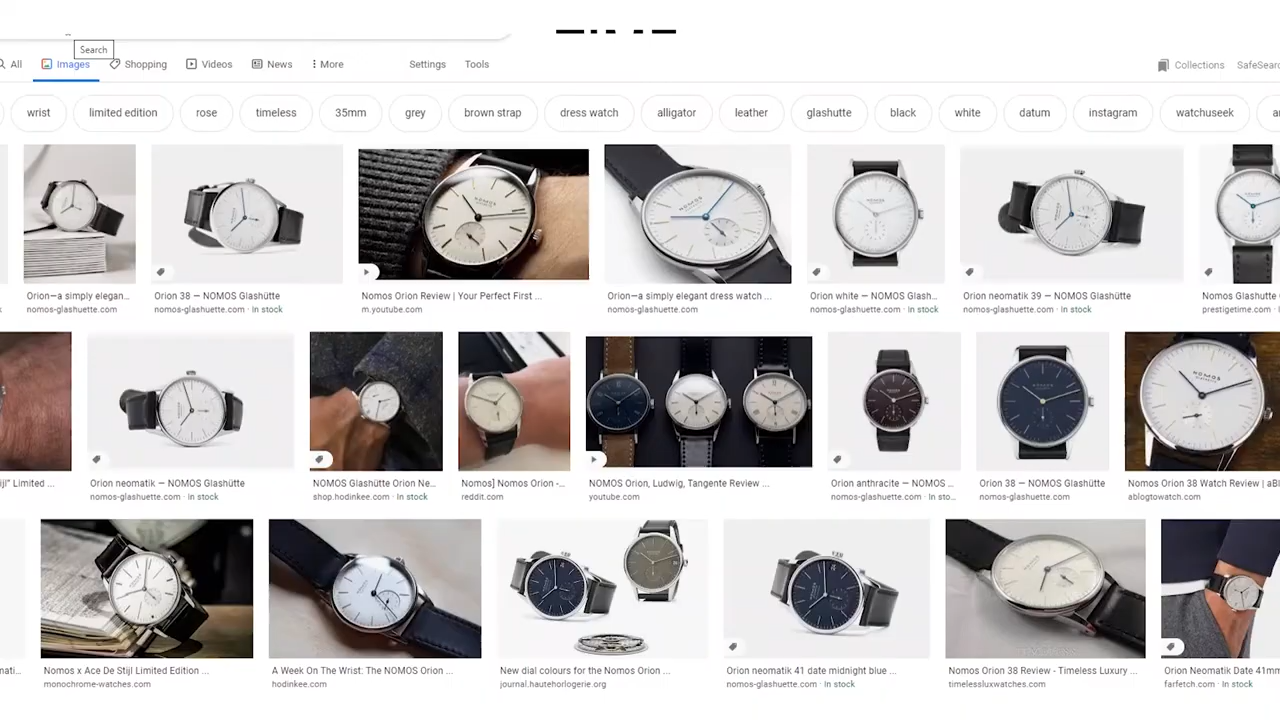 Search
All Images Shopping Videos News More Settings Tools Collections
wrist limited edition rose timeless 35mm grey brown strap dress watch alligator leather glashutte black white datum instagram watchuseek
Orion—a simply elegan... Orion 38 — NOMOS Glashütte Nomos Orion Review | Your Perfect First ... Orion—a simply elegant dress watch ... Orion white — NOMOS Glash... Orion neomatik 39 — NOMOS Glashütte Nomos Glashutte
nomos-glashuette.com nomos-glashuette.com · In stock m.youtube.com nomos-glashuette.com nomos-glashuette.com · In stock nomos-glashuette.com · In stock prestigetime.com ·
Limited ... Orion neomatik — NOMOS Glashütte NOMOS Glashütte Orion Ne... Nomos] Nomos Orion -... NOMOS Orion, Ludwig, Tangente Review ... Orion anthracite — NOMOS ... Orion 38 — NOMOS Glashütte Nomos Orion 38 Watch Review |
nomos-glashuette.com · In stock shop.hodinkee.com · In stock reddit.com youtube.com nomos-glashuette.com · In sto... nomos-glashuette.com ablogtowatch.com
Nomos x Ace De Stijl Limited Edition ... A Week On The Wrist: The NOMOS Orion ... New dial colours for the Nomos Orion ... Orion neomatik 41 date midnight blue ... Nomos Orion 38 Review - Timeless Luxury ... Orion Neomatik Date 41mm
monochrome-watches.com hodinkee.com journal.hautehorlogerie.org nomos-glashuette.com · In stock timelessluxwatches.com farfetch.com · In stock